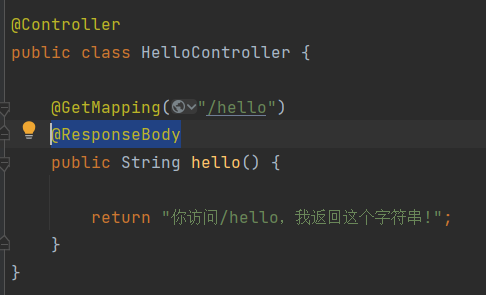 @Controller
public class HelloController {
@GetMapping("/hello")
@ResponseBody
public String hello() {
return "你访问/hello，我返回这个字符串!";
}
}